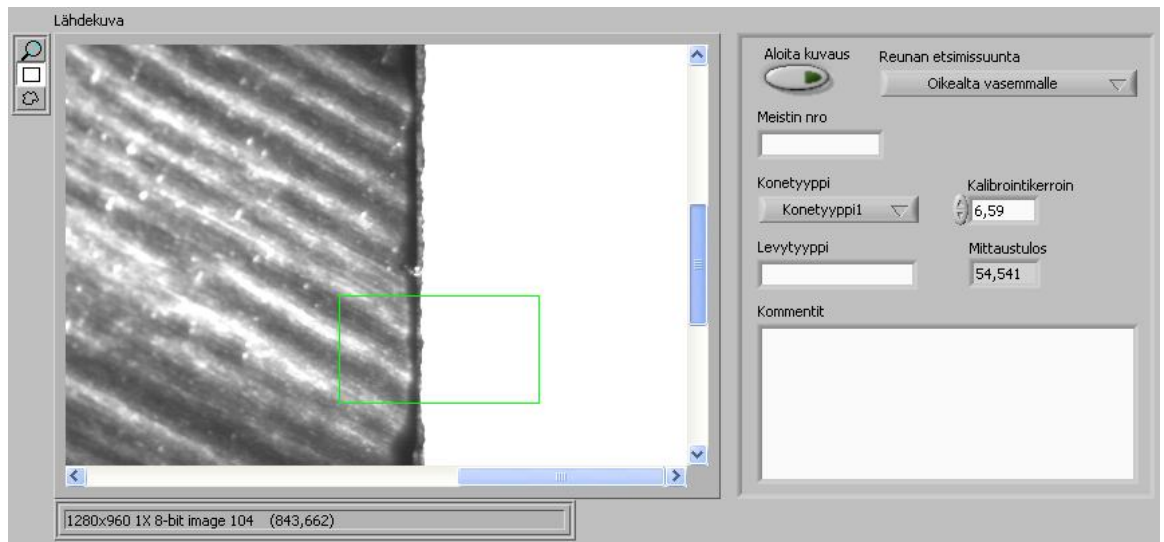 Lähdekuva
Aloita kuvaus
Reunan etsimissuunta
Oikealta vasemmalle
Meistin nro
Konetyyppi
Kalibrointikerroin
Konetyyppi1
6,59
Levytyyppi
Mittaustulos
54,541
Kommentit
1280x960 1X 8-bit image 104 (843,662)